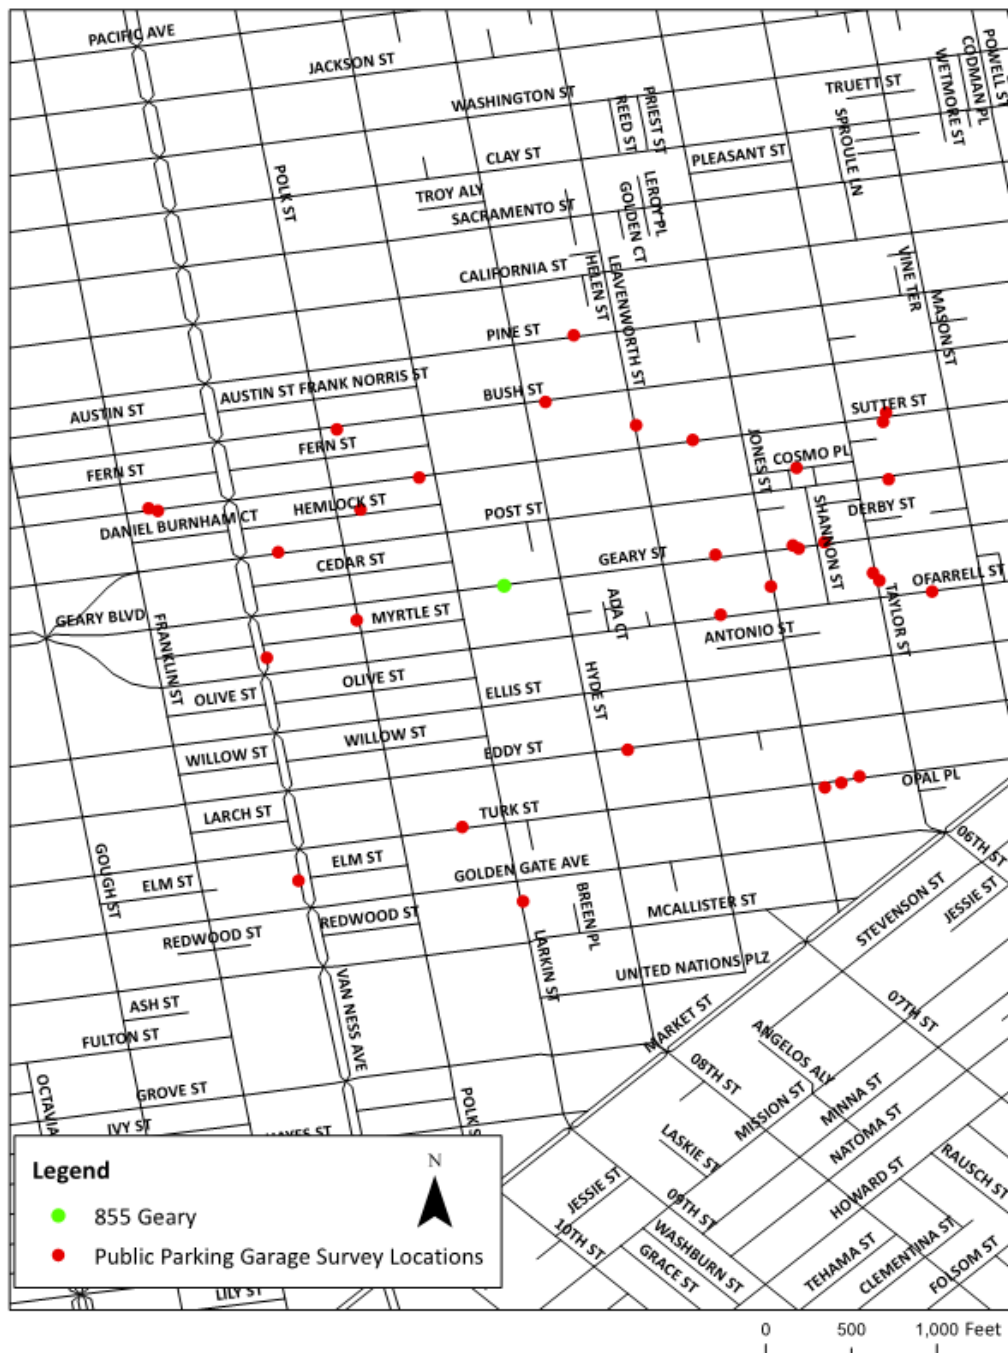 PACIFIC AVE
JACKSON ST
WASHINGTON ST
TRUETT ST
WETMORE ST
CODMAN PL
POWELL ST
REED ST
PRIEST ST
SPROULE LN
CLAY ST
PLEASANT ST
POLK ST
TROY ALY
SACRAMENTO ST
GOLDEN CT
LEROY PL
CALIFORNIA ST
HELEN ST
LEAVENWORTH ST
VINE TER
MASON ST
PINE ST
AUSTIN ST
AUSTIN ST
FRANK NORRIS ST
BUSH ST
SUTTER ST
FERN ST
FERN ST
JONES ST
COSMO PL
DANIEL BURNHAM CT
HEMLOCK ST
POST ST
SHANNON ST
DERBY ST
CEDAR ST
GEARY ST
OFARRELL ST
GEARY BLVD
FRANKLIN ST
MYRTLE ST
ADA CT
ANTONIO ST
TAYLOR ST
OLIVE ST
OLIVE ST
ELLIS ST
HYDE ST
WILLOW ST
WILLOW ST
EDDY ST
OPAL PL
LARCH ST
TURK ST
06TH ST
GOUGH ST
ELM ST
ELM ST
GOLDEN GATE AVE
STEVENSON ST
JESSIE ST
REDWOOD ST
REDWOOD ST
BREEN PL
MCALLISTER ST
LARKIN ST
UNITED NATIONS PLZ
VAN NESS AVE
ASH ST
FULTON ST
MARKET ST
07TH ST
ANGELOS ALY
OCTAVIA
GROVE ST
POLK S
08TH ST
MISSION ST
MINNA ST
IVY ST
HAYES ST
LASKIE ST
NATOMA ST
RAUSCH ST
JESSIE ST
09TH ST
HOWARD ST
10TH ST
WASHBURN ST
GRACE ST
TEHAMA ST
CLEMENTINA ST
FOLSOM ST
LILY ST
Legend
N
855 Geary
Public Parking Garage Survey Locations
0 500 1,000 Feet